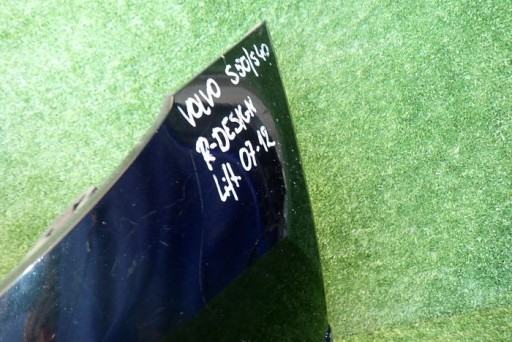 VOLVO S50/S40
R-DESIGN
Lift 07-12